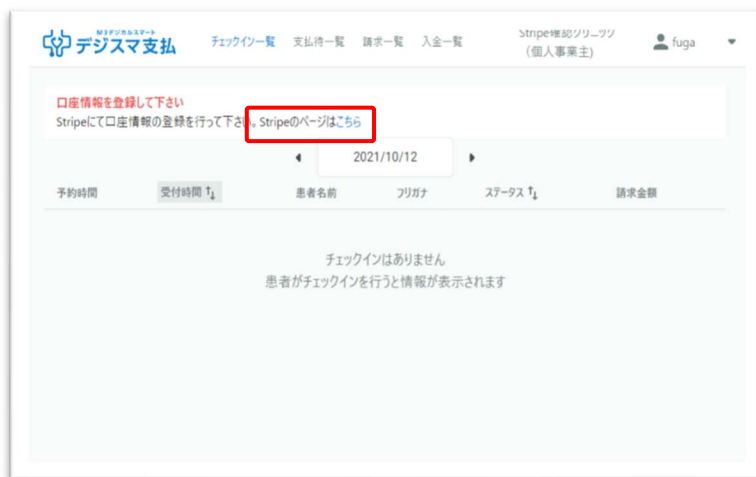 M3デジカルスマート
デジスマ支払
チェックイン一覧 支払待一覧 請求一覧 入金一覧
(個人事業主)
fuga
口座情報を登録して下さい
Stripeにて口座情報の登録を行って下さい。Stripeのページはこちら
2021/10/12
予約時間 受付時間 患者名前 フリガナ ステータス 請求金額
チェックインはありません
患者がチェックインを行うと情報が表示されます